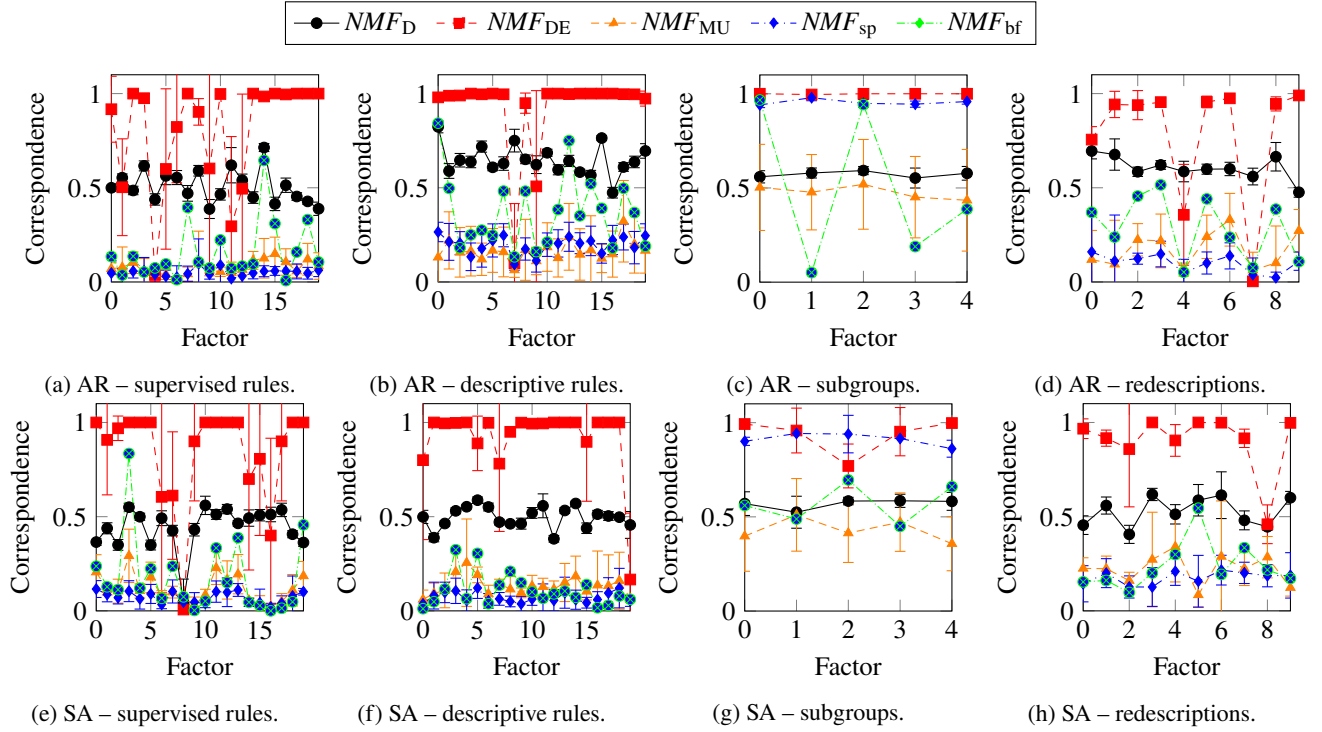 NMF_D NMF_DE NMF_MU NMF_sp NMF_bf
Correspondence
1
0.5
0
0 5 10 15
Factor
(a) AR – supervised rules.
Correspondence
1
0.5
0
0 5 10 15
Factor
(b) AR – descriptive rules.
Correspondence
1
0.5
0
0 1 2 3 4
Factor
(c) AR – subgroups.
Correspondence
1
0.5
0
0 2 4 6 8
Factor
(d) AR – redescriptions.
Correspondence
1
0.5
0
0 5 10 15
Factor
(e) SA – supervised rules.
Correspondence
1
0.5
0
0 5 10 15
Factor
(f) SA – descriptive rules.
Correspondence
1
0.5
0
0 1 2 3 4
Factor
(g) SA – subgroups.
Correspondence
1
0.5
0
0 2 4 6 8
Factor
(h) SA – redescriptions.